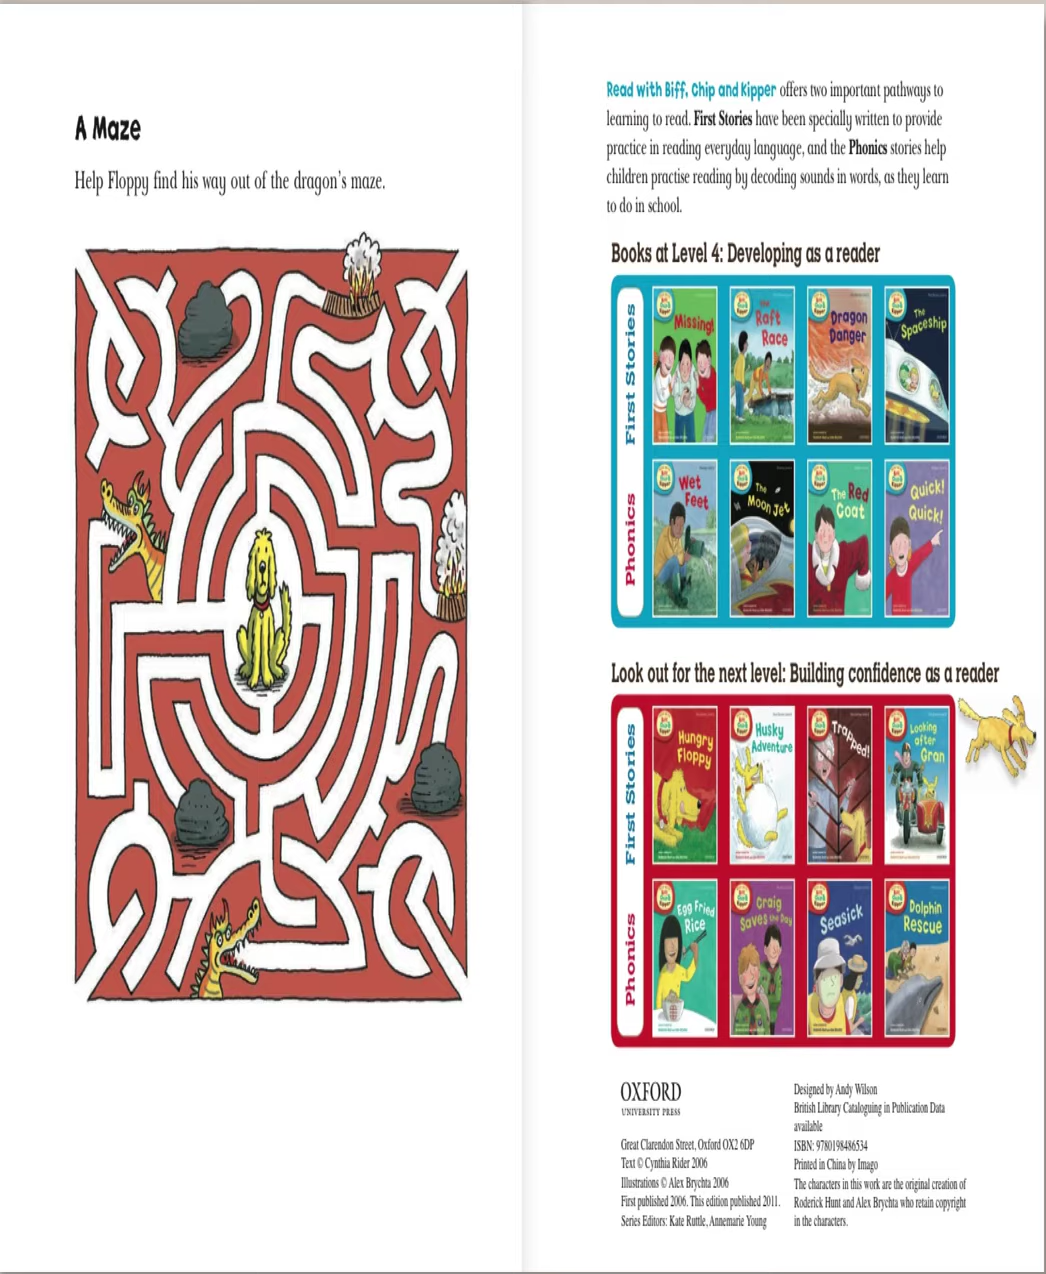 A Maze
Help Floppy find his way out of the dragon's maze.
Read with Biff, Chip and Kipper offers two important pathways to
learning to read. First Stories have been specially written to provide
practice in reading everyday language, and the Phonics stories help
children practise reading by decoding sounds in words, as they learn
to do in school.
Books at Level 4: Developing as a reader
First Stories
Missing!
The
Raft
Race
Dragon
Danger
The
Spaceship
Phonics
Wet
Feet
The
Moon Jet
The Red
Coat
Quick!
Quick!
Look out for the next level: Building confidence as a reader
First Stories
Hungry
Floppy
Husky
Adventure
Trapped!
Looking
after
Gran
Phonics
Egg Fried
Rice
Craig
Saves the Day
Seasick
Dolphin
Rescue
OXFORD
UNIVERSITY PRESS
Great Clarendon Street, Oxford OX2 6DP
Text © Cynthia Rider 2006
Illustrations © Alex Brychta 2006
First published 2006. This edition published 2011.
Series Editors: Kate Ruttle, Annemarie Young
Designed by Andy Wilson
British Library Cataloguing in Publication Data
available
ISBN: 9780198486534
Printed in China by Imago
The characters in this work are the original creation of
Roderick Hunt and Alex Brychta who retain copyright
in the characters.